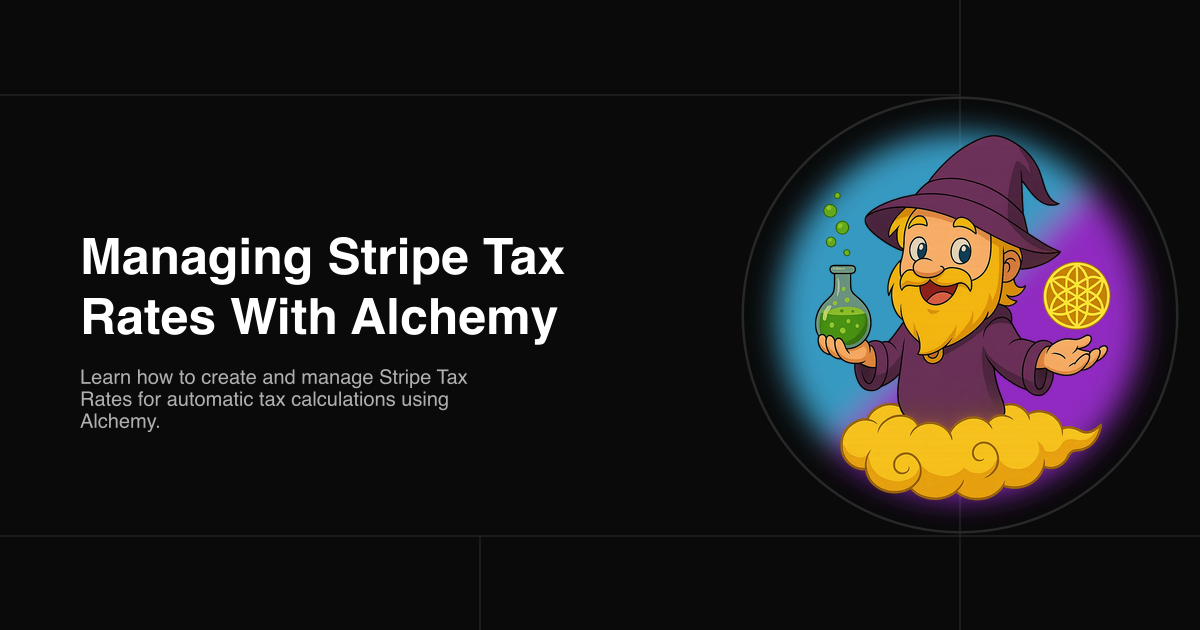 Managing Stripe Tax
Rates With Alchemy
Learn how to create and manage Stripe Tax
Rates for automatic tax calculations using
Alchemy.